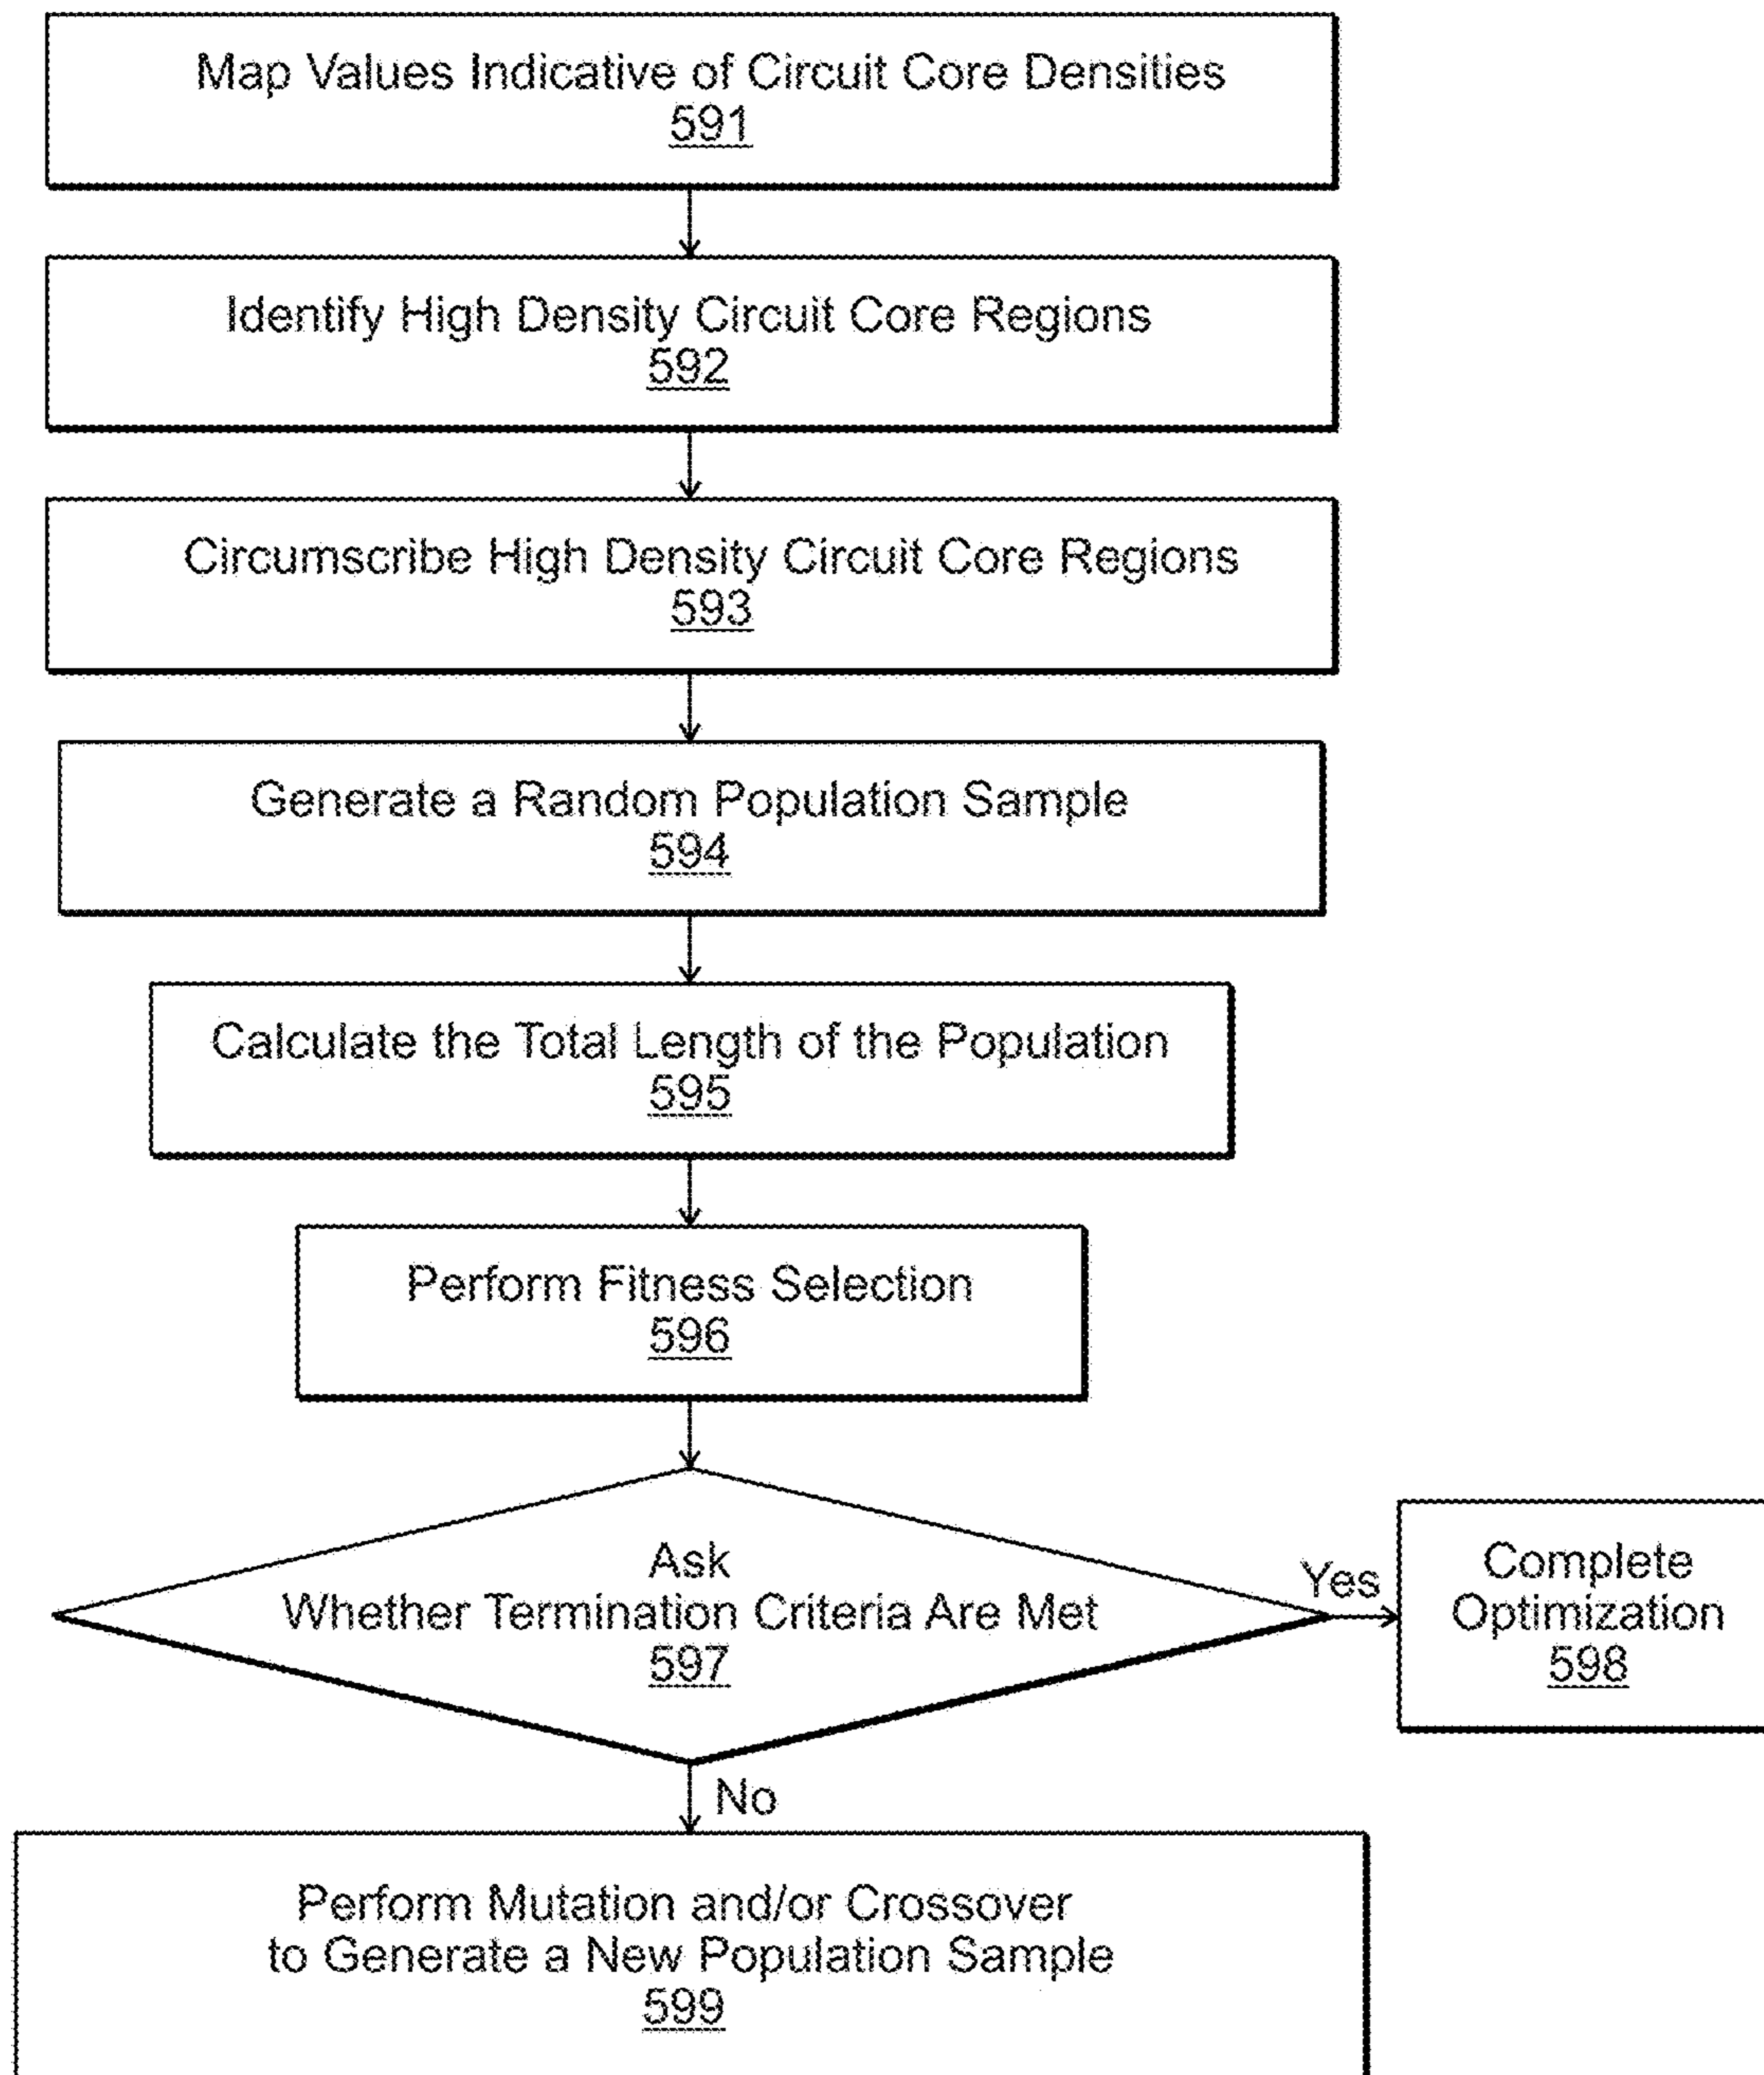 Map Values Indicative of Circuit Core Densities
591
Identify High Density Circuit Core Regions
592
Circumscribe High Density Circuit Core Regions
593
Generate a Random Population Sample
594
Calculate the Total Length of the Population
595
Perform Fitness Selection
596
Ask
Whether Termination Criteria Are Met
597
Yes
Complete
Optimization
598
No
Perform Mutation and/or Crossover
to Generate a New Population Sample
599